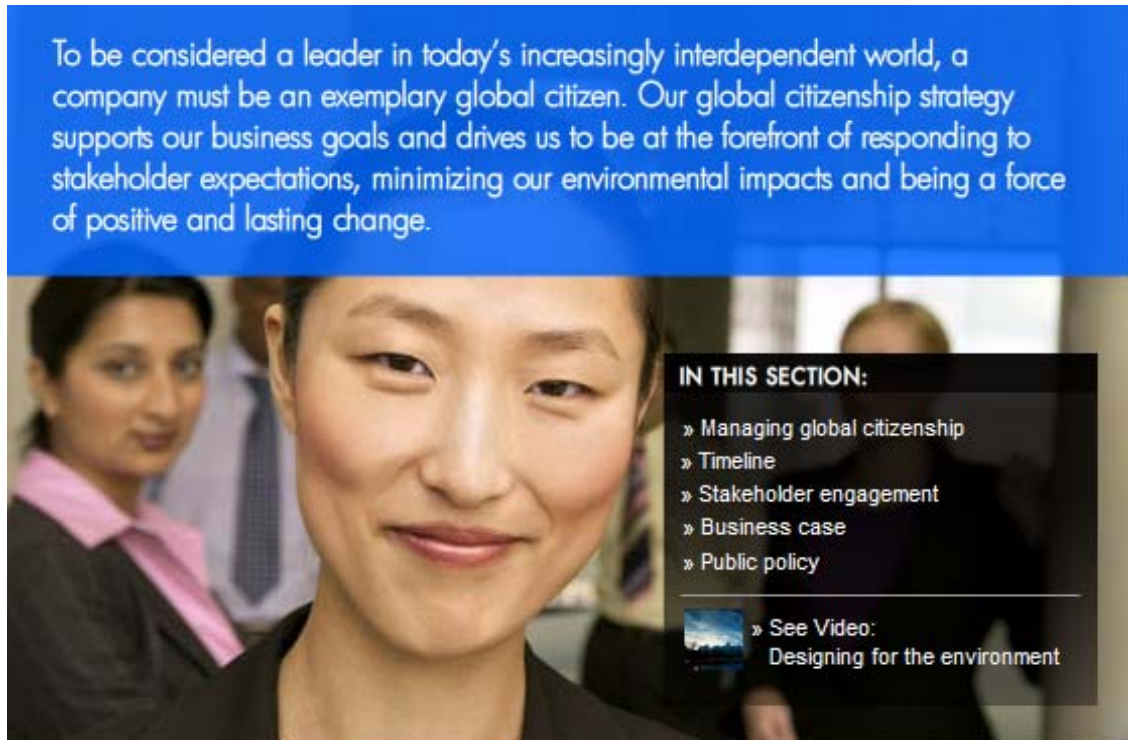 To be considered a leader in today's increasingly interdependent world, a
company must be an exemplary global citizen. Our global citizenship strategy
supports our business goals and drives us to be at the forefront of responding to
stakeholder expectations, minimizing our environmental impacts and being a force
of positive and lasting change.
IN THIS SECTION:
» Managing global citizenship
» Timeline
» Stakeholder engagement
» Business case
» Public policy
» See Video:
Designing for the environment